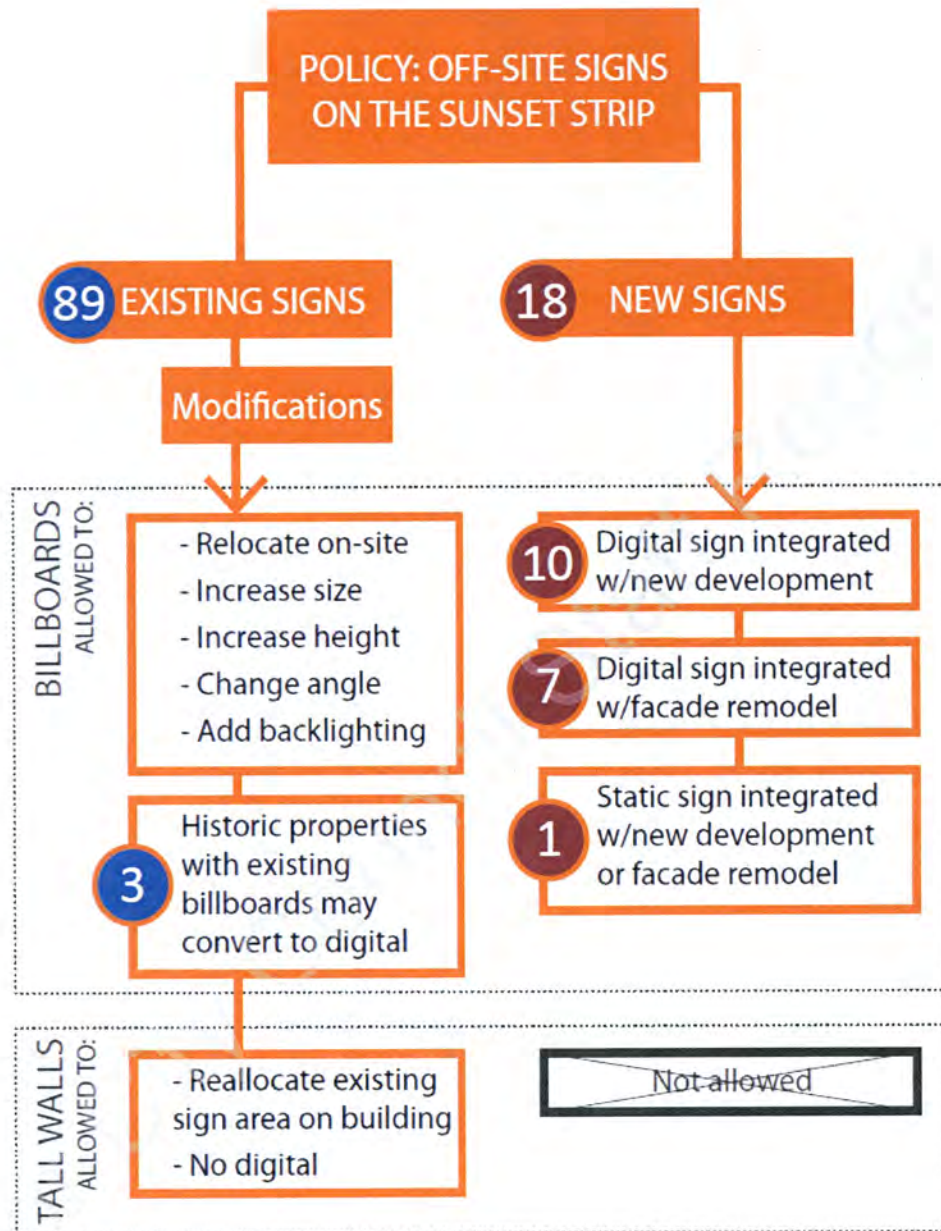 POLICY: OFF-SITE SIGNS
ON THE SUNSET STRIP
89 EXISTING SIGNS
18 NEW SIGNS
Modifications
BILLBOARDS
ALLOWED TO:
- Relocate on-site
- Increase size
- Increase height
- Change angle
- Add backlighting
3
Historic properties
with existing
billboards may
convert to digital
10
Digital sign integrated
w/new development
7
Digital sign integrated
w/facade remodel
1
Static sign integrated
w/new development
or facade remodel
TALL WALLS
ALLOWED TO:
- Reallocate existing
sign area on building
- No digital
Not allowed